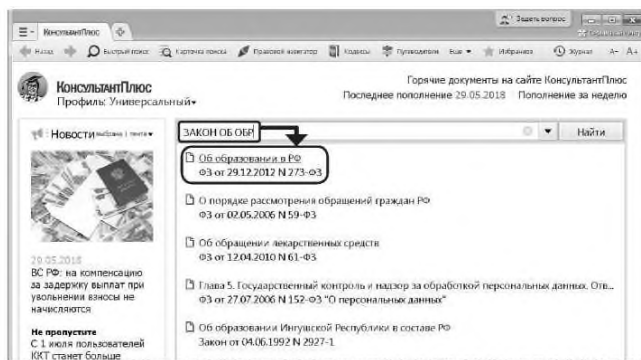 КонсультантПлюс
Задать вопрос
Назад
Быстрый поиск
Карточка поиска
Правовой навигатор
Кодексы
Путеводители
Еще
Избранное
Журнал
А- А+
КонсультантПлюс
Профиль: Универсальный
Горячие документы на сайте КонсультантПлюс
Последнее пополнение 29.05.2018 Пополнение за неделю
Новости
ЗАКОН ОБ ОБР
Найти
Об образовании в РФ
ФЗ от 29.12.2012 N 273-ФЗ
О порядке рассмотрения обращений граждан РФ
ФЗ от 02.05.2006 N 59-ФЗ
Об обращении лекарственных средств
ФЗ от 12.04.2010 N 61-ФЗ
Глава 5. Государственный контроль и надзор за обработкой персональных данных. Отв...
ФЗ от 27.07.2006 N 152-ФЗ "О персональных данных"
Об образовании Ингушской Республики в составе РФ
Закон от 04.06.1992 N 2927-1
29.05.2018
ВС РФ: на компенсацию
за задержку выплат при
увольнении взносы не
начисляются
Не пропустите
С 1 июля пользователей
ККТ станет больше